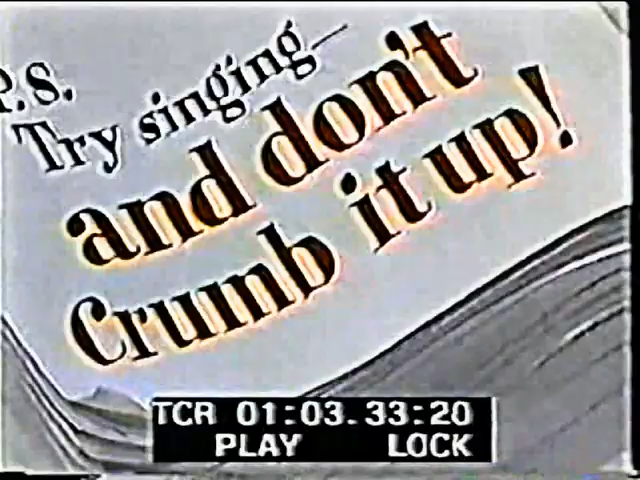 P.S.
Try singing—
and don't
Crumb it up!
TCR 01:03.33:20
PLAY LOCK